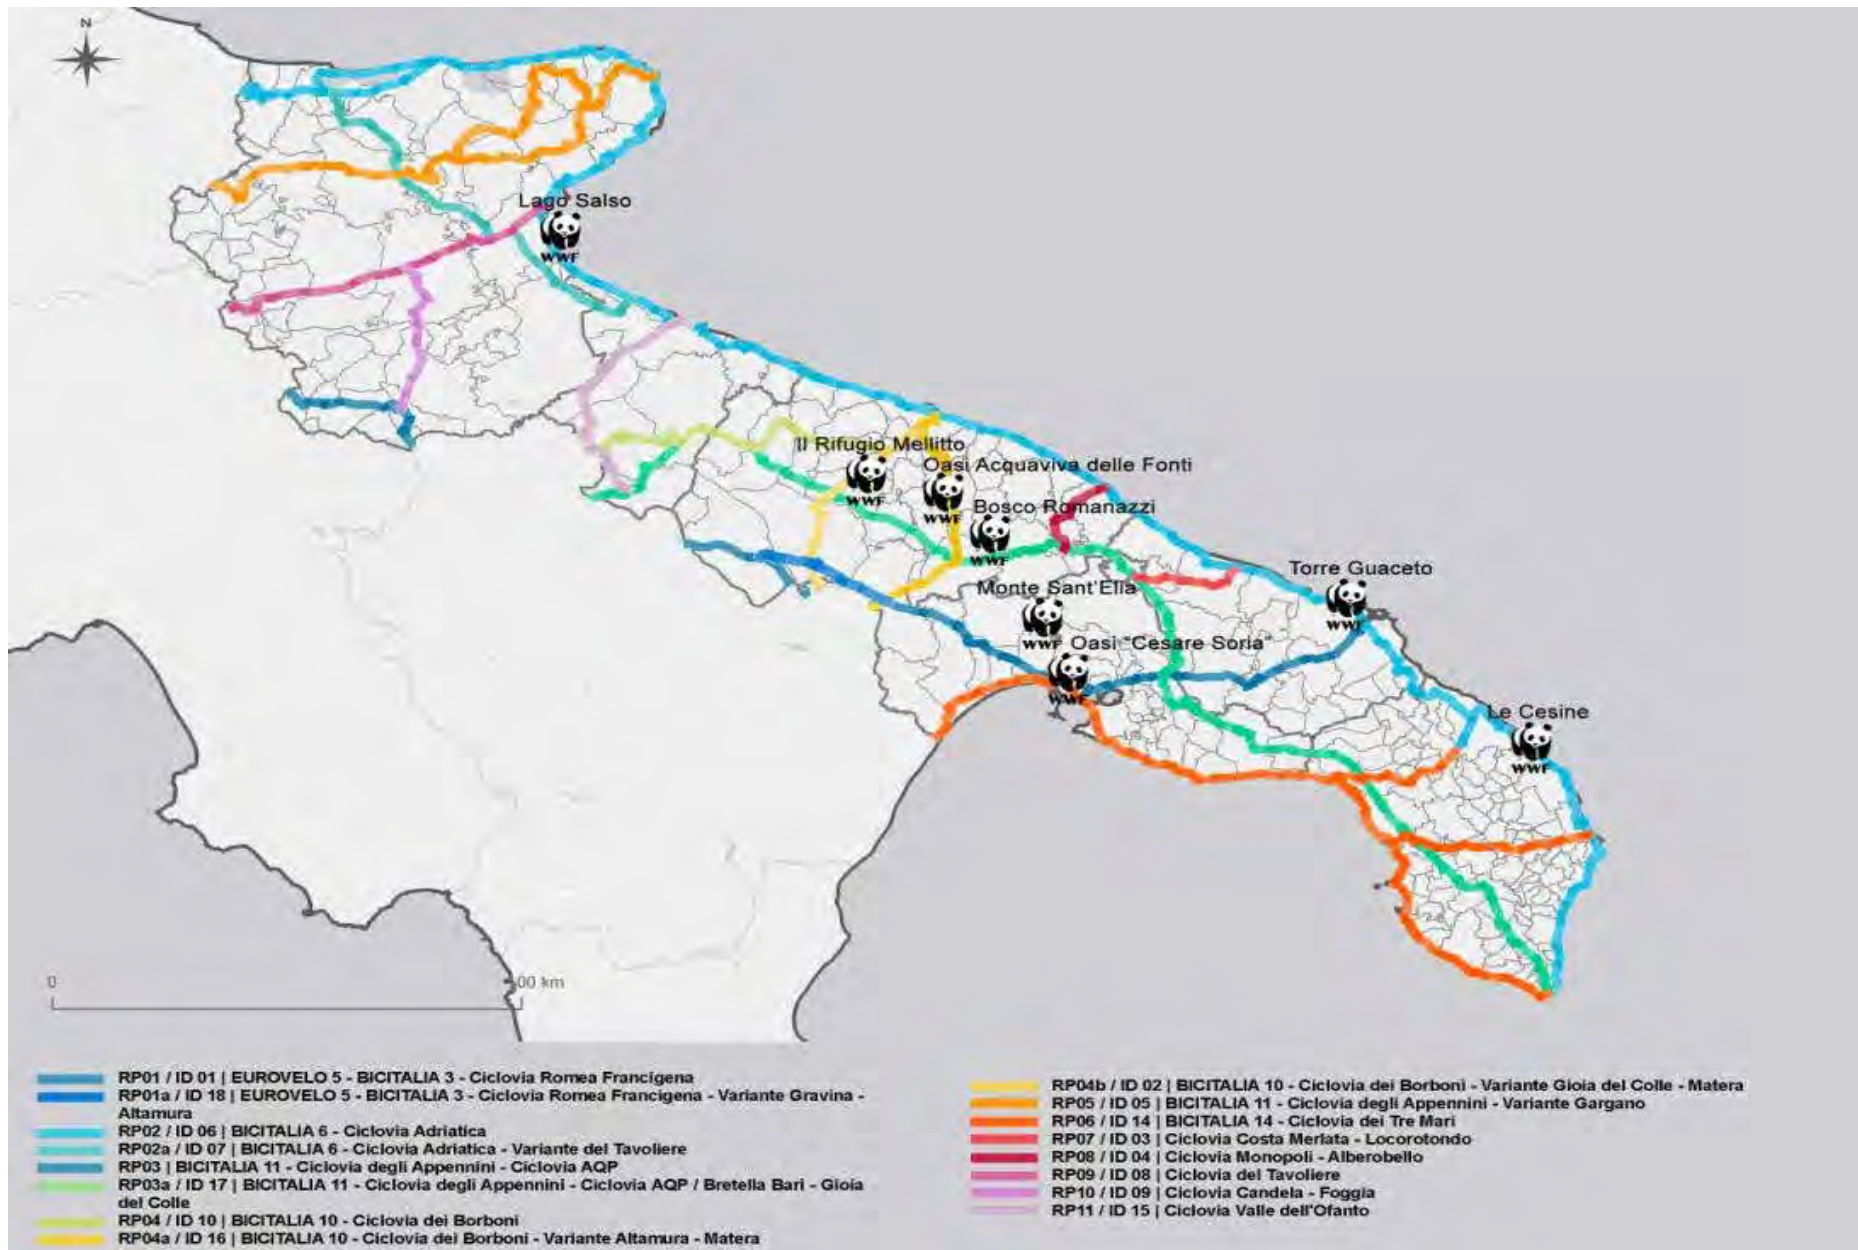 N
Lago Salso
WWF
Il Rifugio Mellitto
WWF
Oasi Acquaviva delle Fonti
WWF
Bosco Romanazzi
WWF
Torre Guaceto
WWF
Monte Sant'Elia
WWF
Oasi "Cesare Soria"
WWF
Le Cesine
WWF
0 00 km
RP01 / ID 01 | EUROVELO 5 - BICITALIA 3 - Ciclovia Romea Francigena
RP01a / ID 18 | EUROVELO 5 - BICITALIA 3 - Ciclovia Romea Francigena - Variante Gravina -
Altamura
RP02 / ID 06 | BICITALIA 6 - Ciclovia Adriatica
RP02a / ID 07 | BICITALIA 6 - Ciclovia Adriatica - Variante del Tavoliere
RP03 | BICITALIA 11 - Ciclovia degli Appennini - Ciclovia AQP
RP03a / ID 17 | BICITALIA 11 - Ciclovia degli Appennini - Ciclovia AQP / Bretella Bari - Gioia
del Colle
RP04 / ID 10 | BICITALIA 10 - Ciclovia dei Borboni
RP04a / ID 16 | BICITALIA 10 - Ciclovia dei Borboni - Variante Altamura - Matera
RP04b / ID 02 | BICITALIA 10 - Ciclovia dei Borboni - Variante Gioia del Colle - Matera
RP05 / ID 05 | BICITALIA 11 - Ciclovia degli Appennini - Variante Gargano
RP06 / ID 14 | BICITALIA 14 - Ciclovia dei Tre Mari
RP07 / ID 03 | Ciclovia Costa Merlata - Locorotondo
RP08 / ID 04 | Ciclovia Monopoli - Alberobello
RP09 / ID 08 | Ciclovia del Tavoliere
RP10 / ID 09 | Ciclovia Candela - Foggia
RP11 / ID 15 | Ciclovia Valle dell'Ofanto